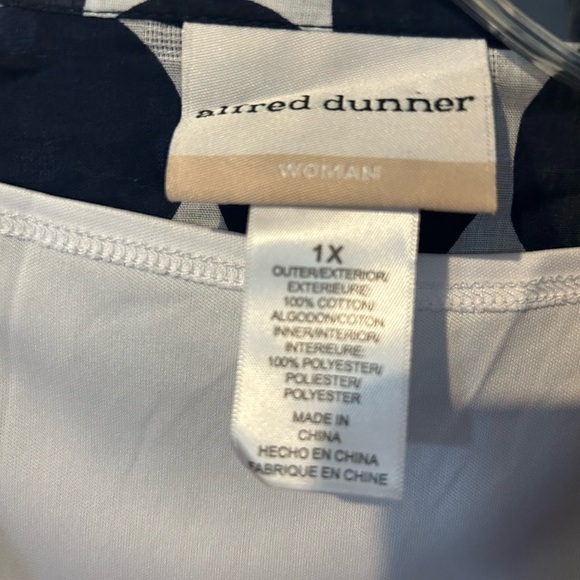 alfred dunner
WOMAN
1X
OUTER/EXTERIOR/
EXTERIEURE:
100% COTTON/
ALGODON/COTON
INNER/INTERIOR/
INTERIEURE:
100% POLYESTER/
POLIESTER/
POLYESTER
MADE IN
CHINA
HECHO EN CHINA
FABRIQUE EN CHINE